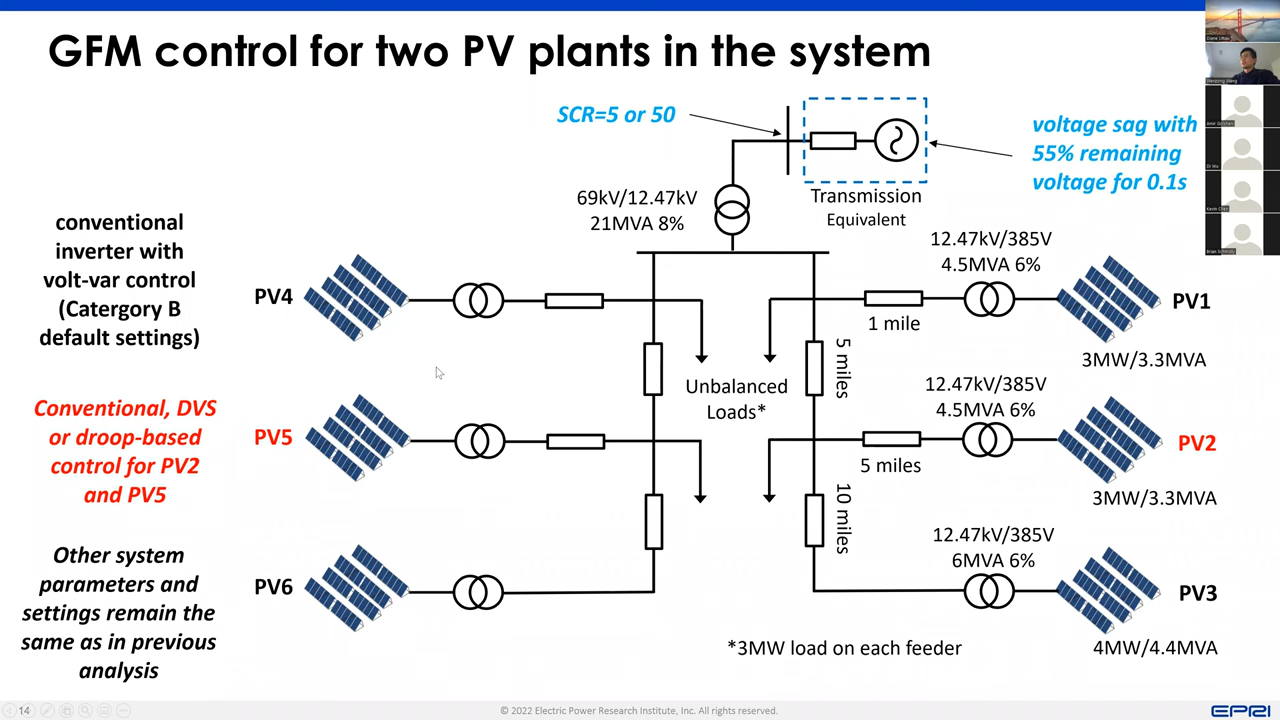 GFM control for two PV plants in the system
SCR=5 or 50
voltage sag with
55% remaining
voltage for 0.1s
69kV/12.47kV
21MVA 8%
Transmission
Equivalent
conventional
inverter with
volt-var control
(Catergory B
default settings)
PV4
12.47kV/385V
4.5MVA 6%
1 mile
PV1
3MW/3.3MVA
5 miles
Unbalanced
Loads*
Conventional, DVS
or droop-based
control for PV2
and PV5
PV5
12.47kV/385V
4.5MVA 6%
5 miles
PV2
3MW/3.3MVA
10 miles
Other system
parameters and
settings remain the
same as in previous
analysis
PV6
12.47kV/385V
6MVA 6%
PV3
4MW/4.4MVA
*3MW load on each feeder
14
© 2022 Electric Power Research Institute, Inc. All rights reserved.
EPRI